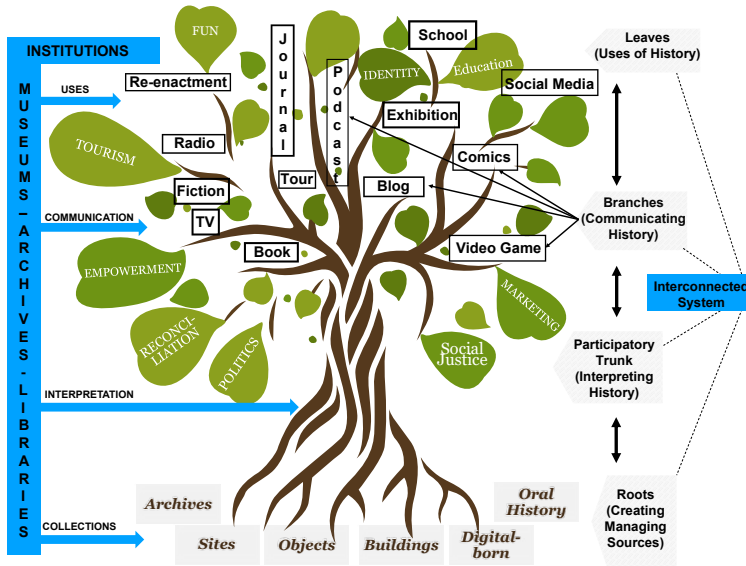 INSTITUTIONS
MUSEUMS–ARCHIVES-LIBRARIES
USES
COMMUNICATION
INTERPRETATION
COLLECTIONS
FUN
Journal
Podcast
School
IDENTITY
Education
Re-enactment
Social Media
Exhibition
Radio
TOURISM
Comics
Tour
Fiction
Blog
TV
Book
Video Game
EMPOWERMENT
MARKETING
RECONCI-
LIATION
POLITICS
Social
Justice
Archives
Oral
History
Sites
Objects
Buildings
Digital-
born
Leaves
(Uses of History)
Branches
(Communicating
History)
Interconnected
System
Participatory
Trunk
(Interpreting
History)
Roots
(Creating
Managing
Sources)